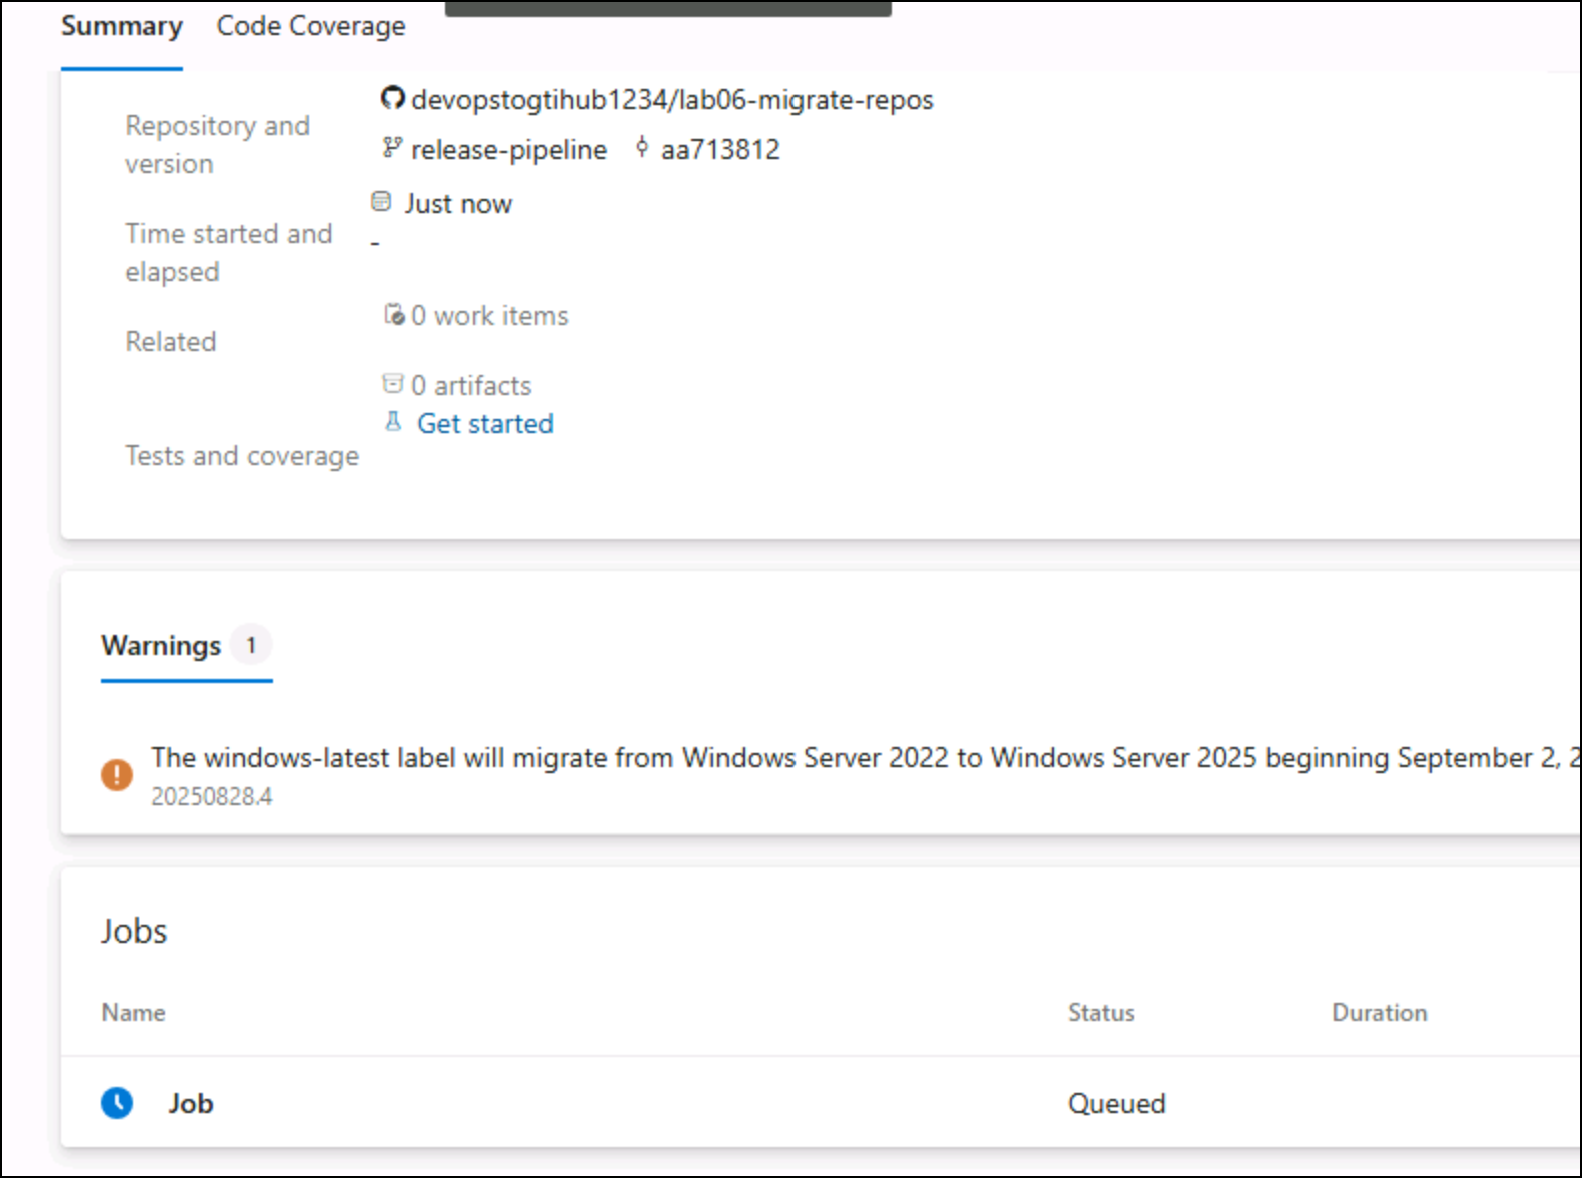 Summary Code Coverage
devopstogtihub1234/lab06-migrate-repos
Repository and
version
release-pipeline aa713812
Just now
Time started and
elapsed
-
0 work items
Related
0 artifacts
Get started
Tests and coverage
Warnings 1
The windows-latest label will migrate from Windows Server 2022 to Windows Server 2025 beginning September 2, 2
20250828.4
Jobs
Name Status Duration
Job Queued